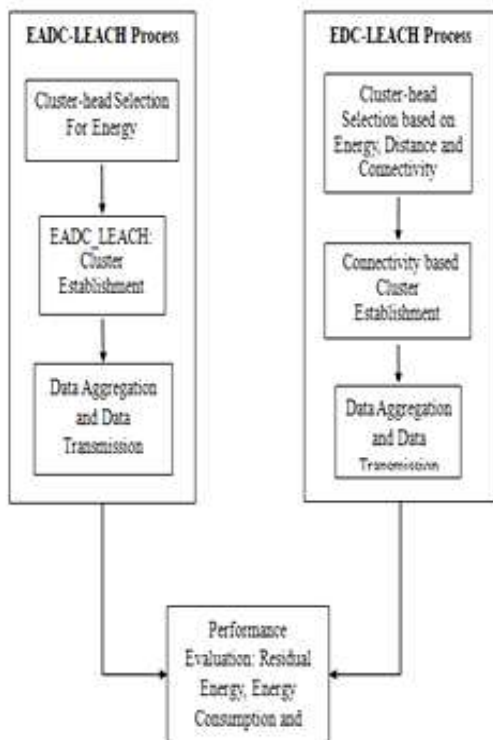 EADC-LEACH Process
Cluster-head Selection
For Energy
EADC_LEACH:
Cluster
Establishment
Data Aggregation
and Data
Transmission
EDC-LEACH Process
Cluster-head
Selection based on
Energy, Distance and
Connectivity
Connectivity based
Cluster
Establishment
Data Aggregation
and Data
Transmission
Performance
Evaluation: Residual
Energy, Energy
Consumption and